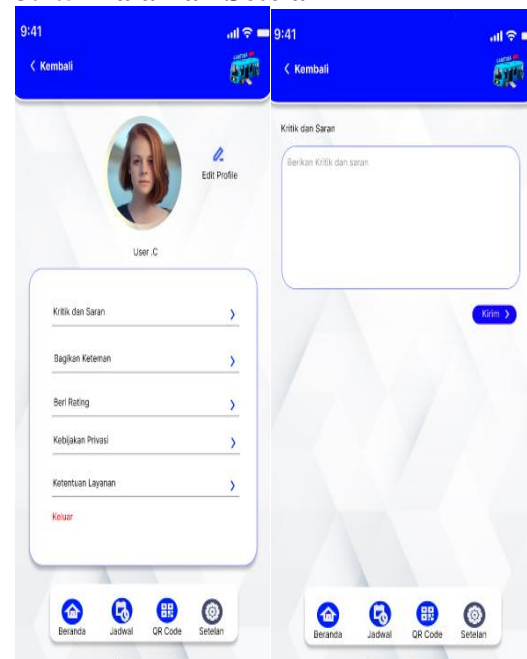 9:41
Kembali
Edit Profile
User .C
Kritik dan Saran
Bagikan Keteman
Beri Rating
Kebijakan Privasi
Ketentuan Layanan
Keluar
Beranda
Jadwal
QR Code
Setelan
9:41
Kembali
Kritik dan Saran
Berikan Kritik dan saran
Kirim
Beranda
Jadwal
QR Code
Setelan